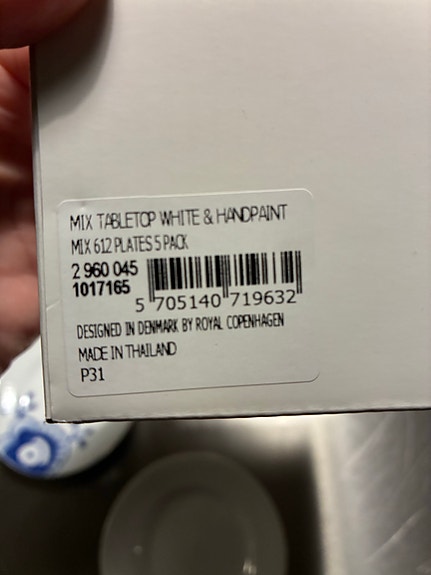 MIX TABLETOP WHITE & HANDPAINT
MIX 612 PLATES 5 PACK
2 960 045
1017165
5 705140 719632
DESIGNED IN DENMARK BY ROYAL COPENHAGEN
MADE IN THAILAND
P31